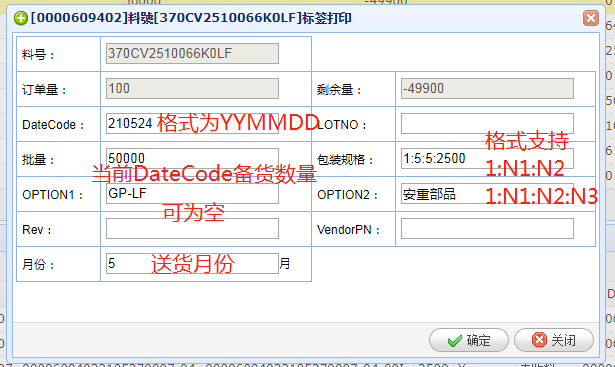 50000
-49900
[0000609402]料號[370CV2510066K0LF]标签打印
料号：
370CV2510066K0LF
订单量：
100
剩余量：
-49900
DateCode：
210524
格式为YYMMDD
LOTNO：
批量：
50000
包装规格：
1:5:5:2500
格式支持
1:N1:N2
1:N1:N2:N3
当前DateCode备货数量
OPTION1：
GP-LF
OPTION2：
安重部品
可为空
Rev：
VendorPN：
月份：
5
送货月份
月
确定
关闭